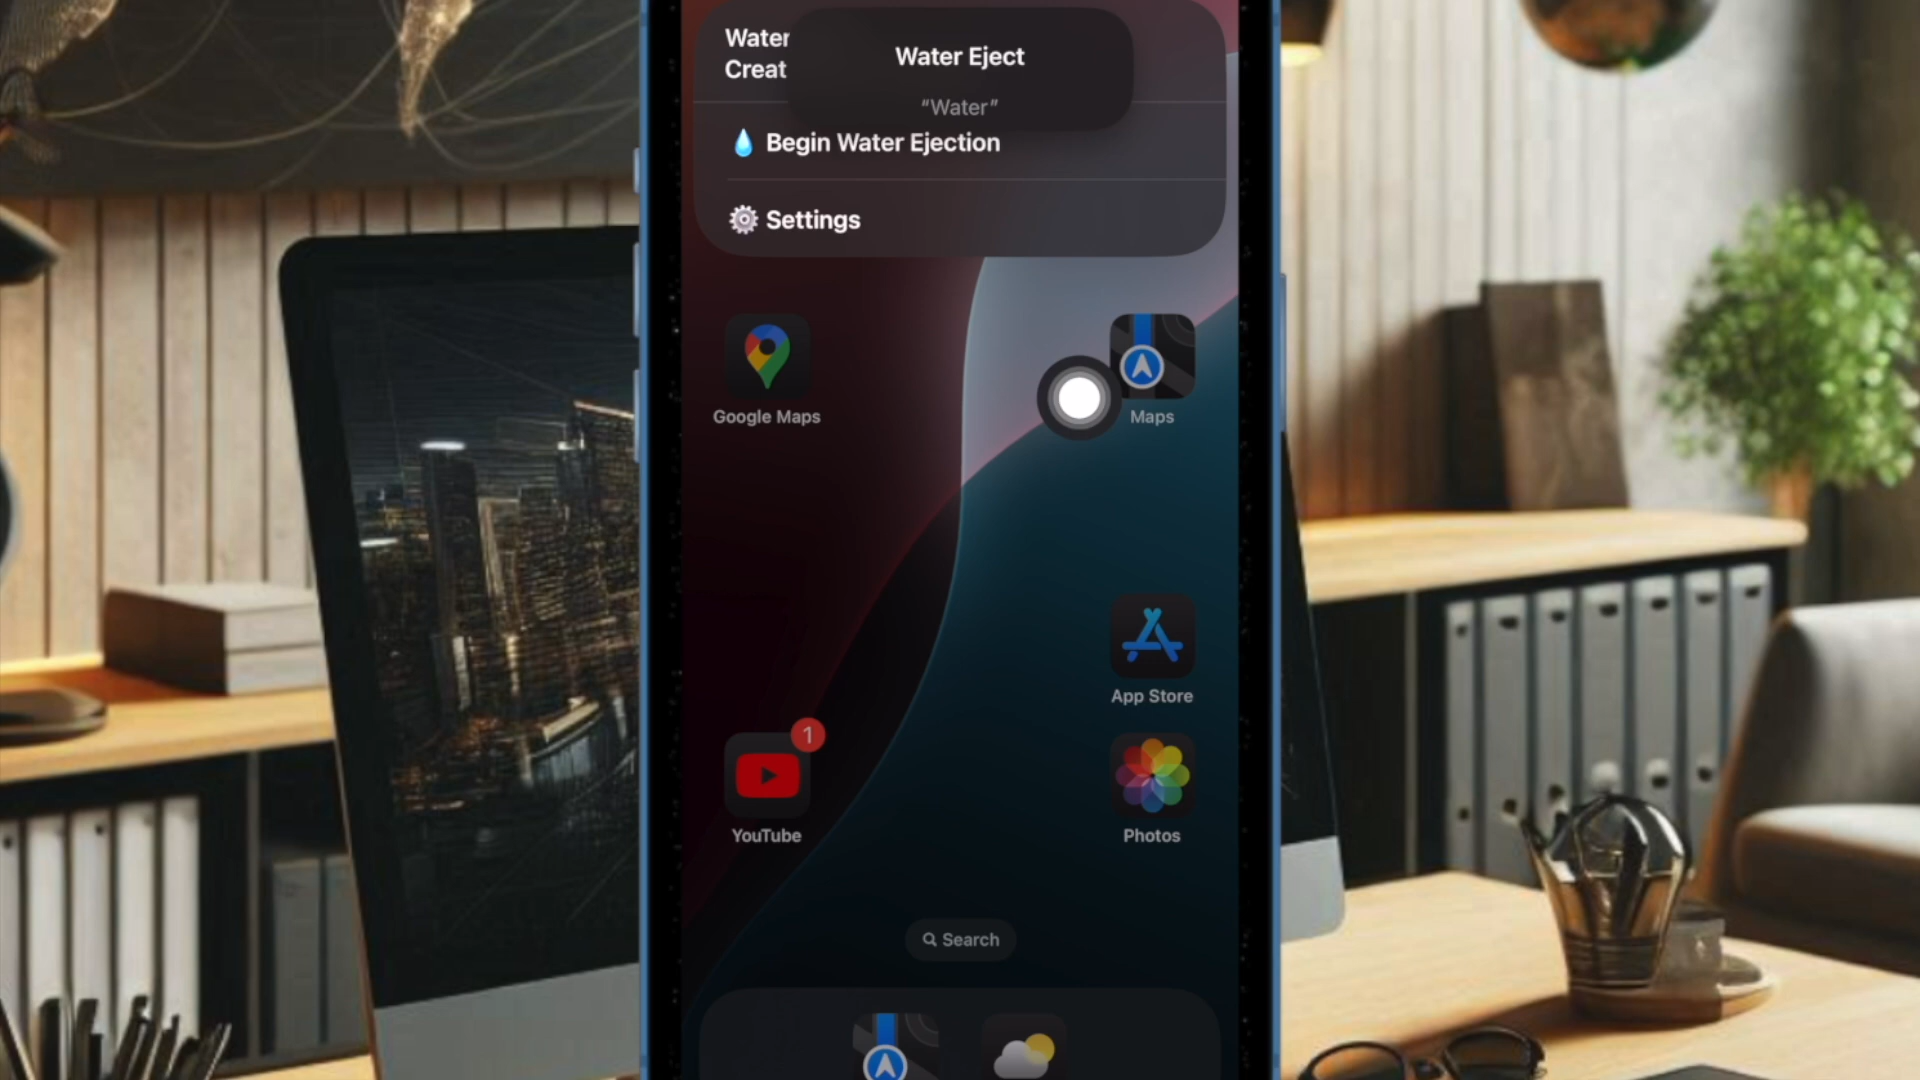 Water
Creat
Water Eject
“Water”
💧 Begin Water Ejection
⚙️ Settings
Google Maps
Maps
App Store
1
YouTube
Photos
Search